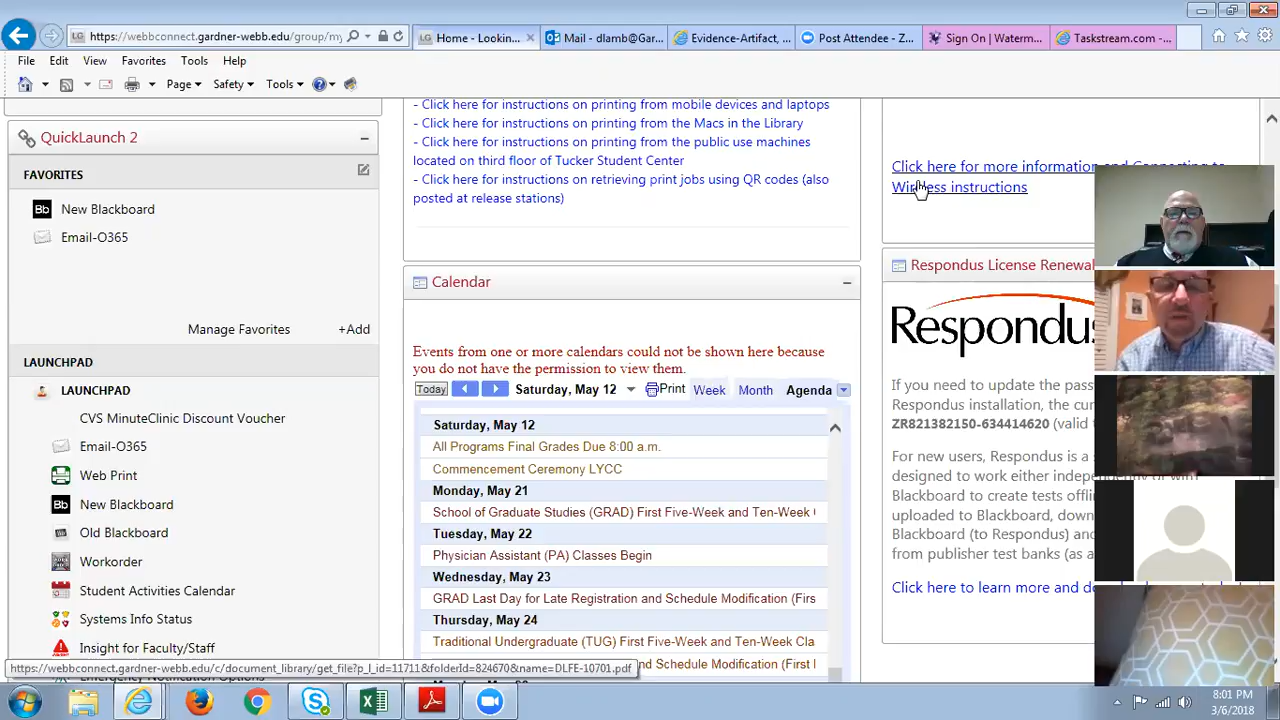 https://webbconnect.gardner-webb.edu/group/my
Home - Lookin...
Mail - dlamb@Gar...
Evidence-Artifact, ...
Post Attendee - Z...
Sign On | Waterm...
Taskstream.com -...
File Edit View Favorites Tools Help
Page Safety Tools
QuickLaunch 2
FAVORITES
Bb New Blackboard
Email-O365
Manage Favorites +Add
LAUNCHPAD
LAUNCHPAD
CVS MinuteClinic Discount Voucher
Email-O365
Web Print
Bb New Blackboard
Old Blackboard
Workorder
Student Activities Calendar
Systems Info Status
Insight for Faculty/Staff
https://webbconnect.gardner-webb.edu/c/document_library/get_file?p_l_id=11711&folderId=824670&name=DLFE-10701.pdf
- Click here for instructions on printing from mobile devices and laptops
- Click here for instructions on printing from the Macs in the Library
- Click here for instructions on printing from the public use machines
located on third floor of Tucker Student Center
- Click here for instructions on retrieving print jobs using QR codes (also
posted at release stations)
Calendar
Events from one or more calendars could not be shown here because
you do not have the permission to view them.
Today Saturday, May 12 Print Week Month Agenda
Saturday, May 12
All Programs Final Grades Due 8:00 a.m.
Commencement Ceremony LYCC
Monday, May 21
School of Graduate Studies (GRAD) First Five-Week and Ten-Week
Tuesday, May 22
Physician Assistant (PA) Classes Begin
Wednesday, May 23
GRAD Last Day for Late Registration and Schedule Modification (Firs
Thursday, May 24
Traditional Undergraduate (TUG) First Five-Week and Ten-Week Cla
nd Schedule Modification (First
Click here for more information and Connecting to
Wireless instructions
Respondus License Renewal
Respondus
If you need to update the pas
Respondus installation, the cu
ZR821382150-634414620 (valid
For new users, Respondus is a
designed to work either independently or with
Blackboard to create tests offli
uploaded to Blackboard, down
Blackboard (to Respondus) and
from publisher test banks (as a
Click here to learn more and do
8:01 PM
3/6/2018